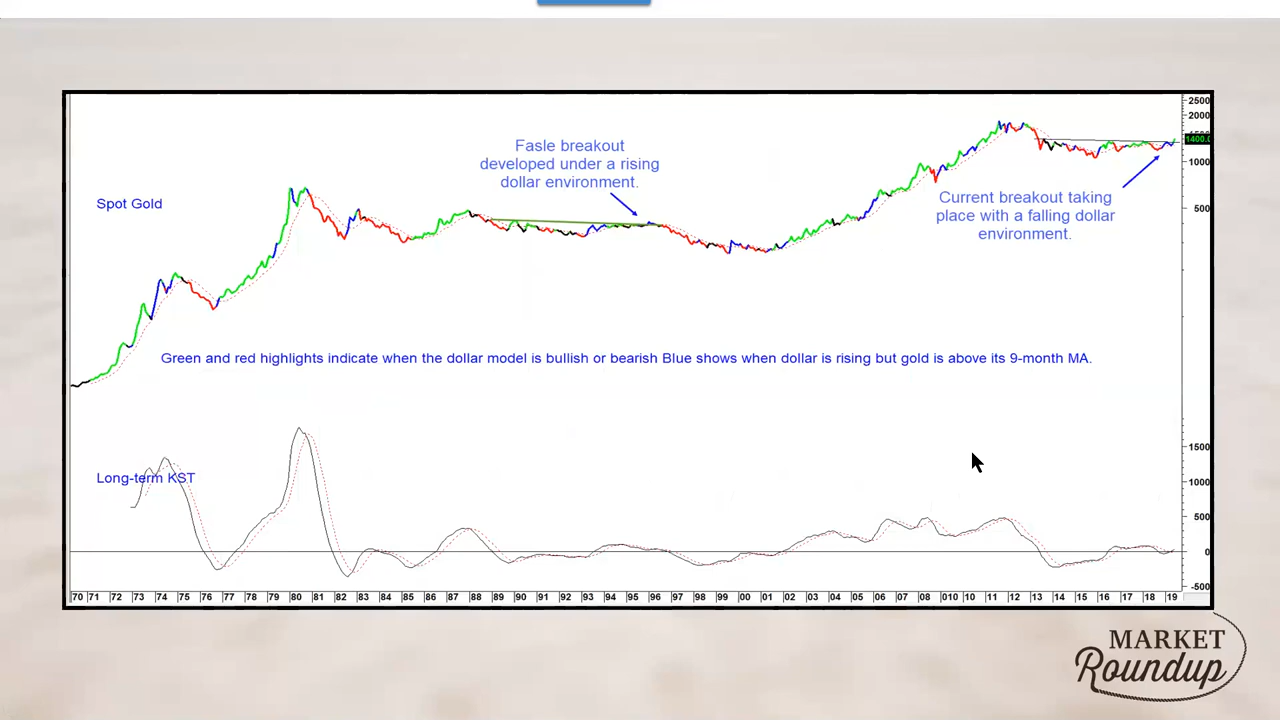 2500
2000
Fasle breakout
developed under a rising
dollar environment.
1400.
1000
Spot Gold
Current breakout taking
place with a falling dollar
environment.
500
Green and red highlights indicate when the dollar model is bullish or bearish Blue shows when dollar is rising but gold is above its 9-month MA.
1500
Long-term KST
1000
500
0
-500
70 71 72 73 74 75 76 77 78 79 80 81 82 83 84 85 86 87 88 89 90 91 92 93 94 95 96 97 98 99 00 01 02 03 04 05 06 07 08 09 010 10 11 12 13 14 15 16 17 18 19
MARKET
Roundup